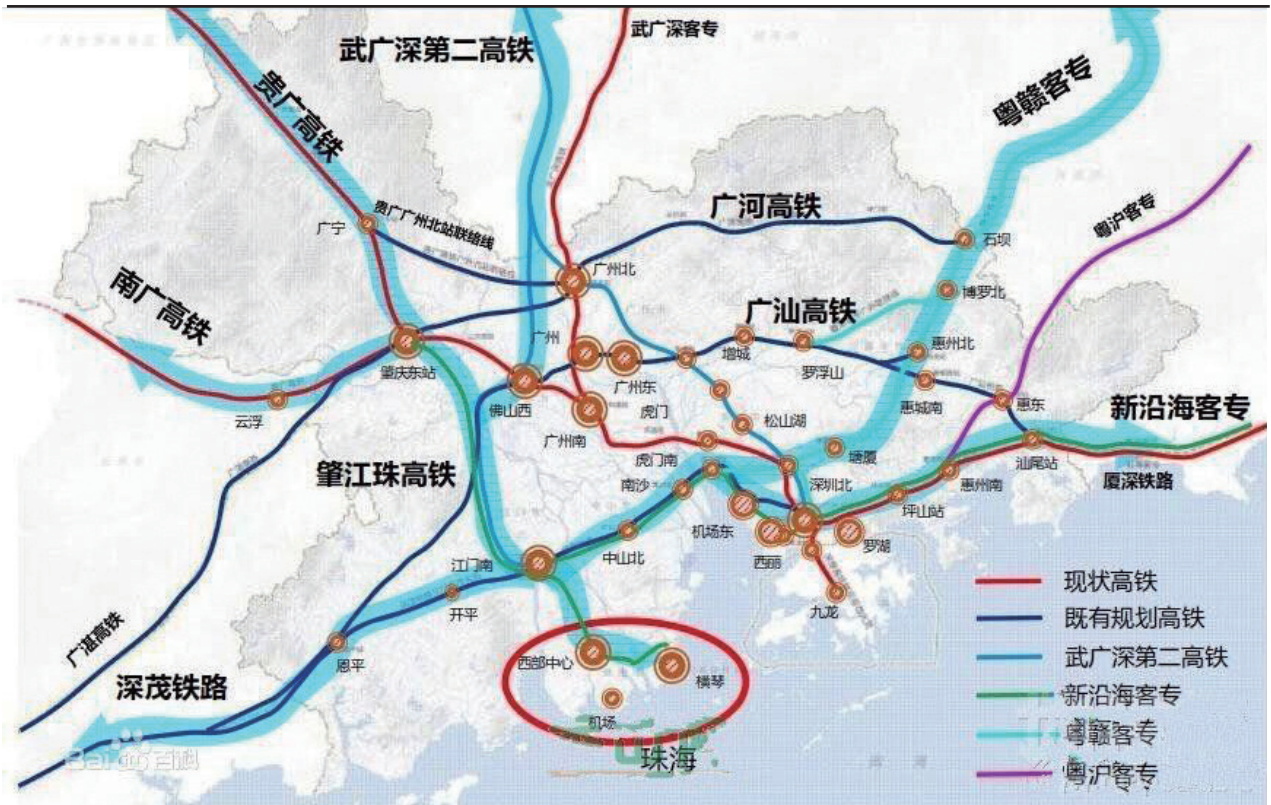 武广深客专
武广深第二高铁
粤赣客专
贵广高铁
粤沪客专
广河高铁
贵广广州北站联络线
广宁
石坝
广州北
南广高铁
博罗北
广汕高铁
广州
增城
惠州北
罗浮山
肇庆东站
广州东
惠城南
惠东
佛山西
虎门
新沿海客专
云浮
松山湖
广州南
虎门南
塘厦
汕尾站
肇江珠高铁
南沙
深圳北
惠州南
厦深铁路
坪山站
机场东
罗湖
中山北
西丽
江门南
现状高铁
九龙
开平
既有规划高铁
广湛高铁
恩平
西部中心
武广深第二高铁
横琴
深茂铁路
新沿海客专
机场
粤赣客专
珠海
Baidu百科
粤沪客专